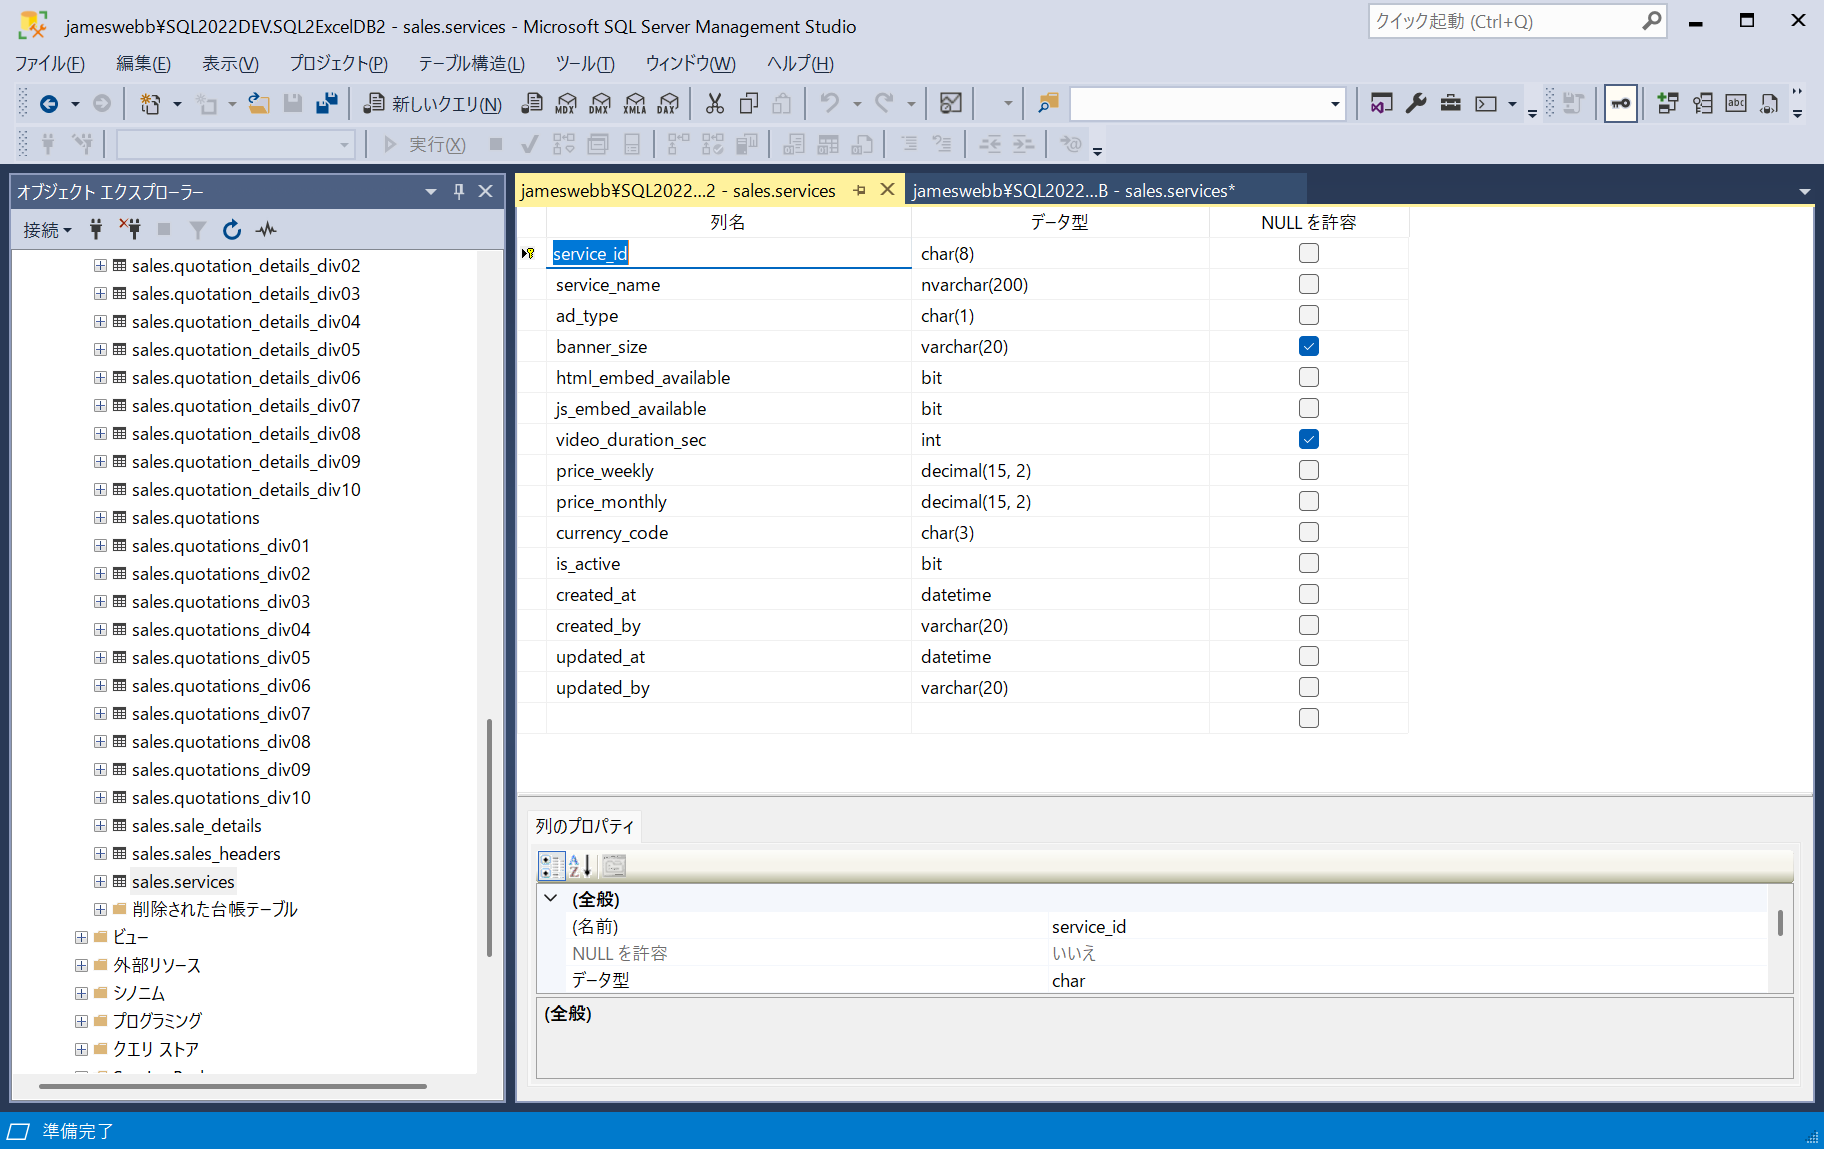 jameswebb¥SQL2022DEV.SQL2ExcelDB2 - sales.services - Microsoft SQL Server Management Studio
クイック起動 (Ctrl+Q)
ファイル(F) 編集(E) 表示(V) プロジェクト(P) テーブル構造(L) ツール(T) ウィンドウ(W) ヘルプ(H)
新しいクエリ(N) MDX DMX XMLA DAX abc
実行(X)
オブジェクト エクスプローラー
接続
sales.quotation_details_div02
sales.quotation_details_div03
sales.quotation_details_div04
sales.quotation_details_div05
sales.quotation_details_div06
sales.quotation_details_div07
sales.quotation_details_div08
sales.quotation_details_div09
sales.quotation_details_div10
sales.quotations
sales.quotations_div01
sales.quotations_div02
sales.quotations_div03
sales.quotations_div04
sales.quotations_div05
sales.quotations_div06
sales.quotations_div07
sales.quotations_div08
sales.quotations_div09
sales.quotations_div10
sales.sale_details
sales.sales_headers
sales.services
削除された台帳テーブル
ビュー
外部リソース
シノニム
プログラミング
クエリ ストア
jameswebb¥SQL2022...2 - sales.services
jameswebb¥SQL2022...B - sales.services*
列名 データ型 NULL を許容
service_id char(8)
service_name nvarchar(200)
ad_type char(1)
banner_size varchar(20)
html_embed_available bit
js_embed_available bit
video_duration_sec int
price_weekly decimal(15, 2)
price_monthly decimal(15, 2)
currency_code char(3)
is_active bit
created_at datetime
created_by varchar(20)
updated_at datetime
updated_by varchar(20)
列のプロパティ
(全般)
(名前) service_id
NULL を許容 いいえ
データ型 char
(全般)
準備完了